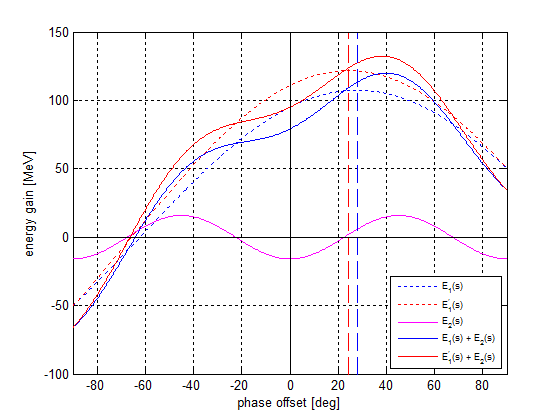 150
100
50
0
-50
-100
energy gain [MeV]
-80 -60 -40 -20 0 20 40 60 80
phase offset [deg]
E₁(s)
E₁'(s)
E₂(s)
E₁(s) + E₂(s)
E₁'(s) + E₂(s)